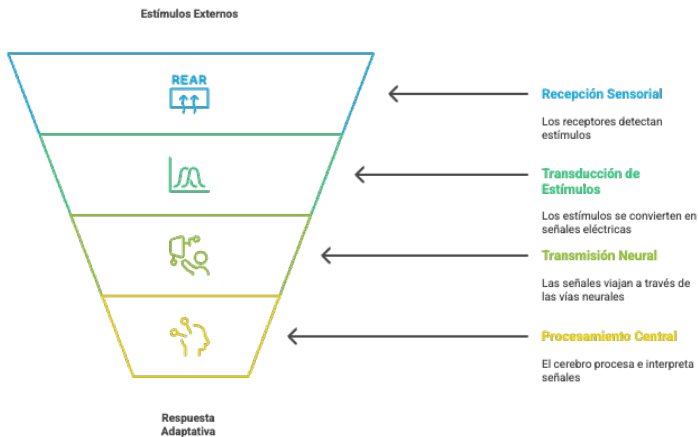 Estímulos Externos
REAR
Recepción Sensorial
Los receptores detectan
estímulos
Transducción de
Estímulos
Los estímulos se convierten en
señales eléctricas
Transmisión Neural
Las señales viajan a través de
las vías neurales
Procesamiento Central
El cerebro procesa e interpreta
señales
Respuesta
Adaptativa